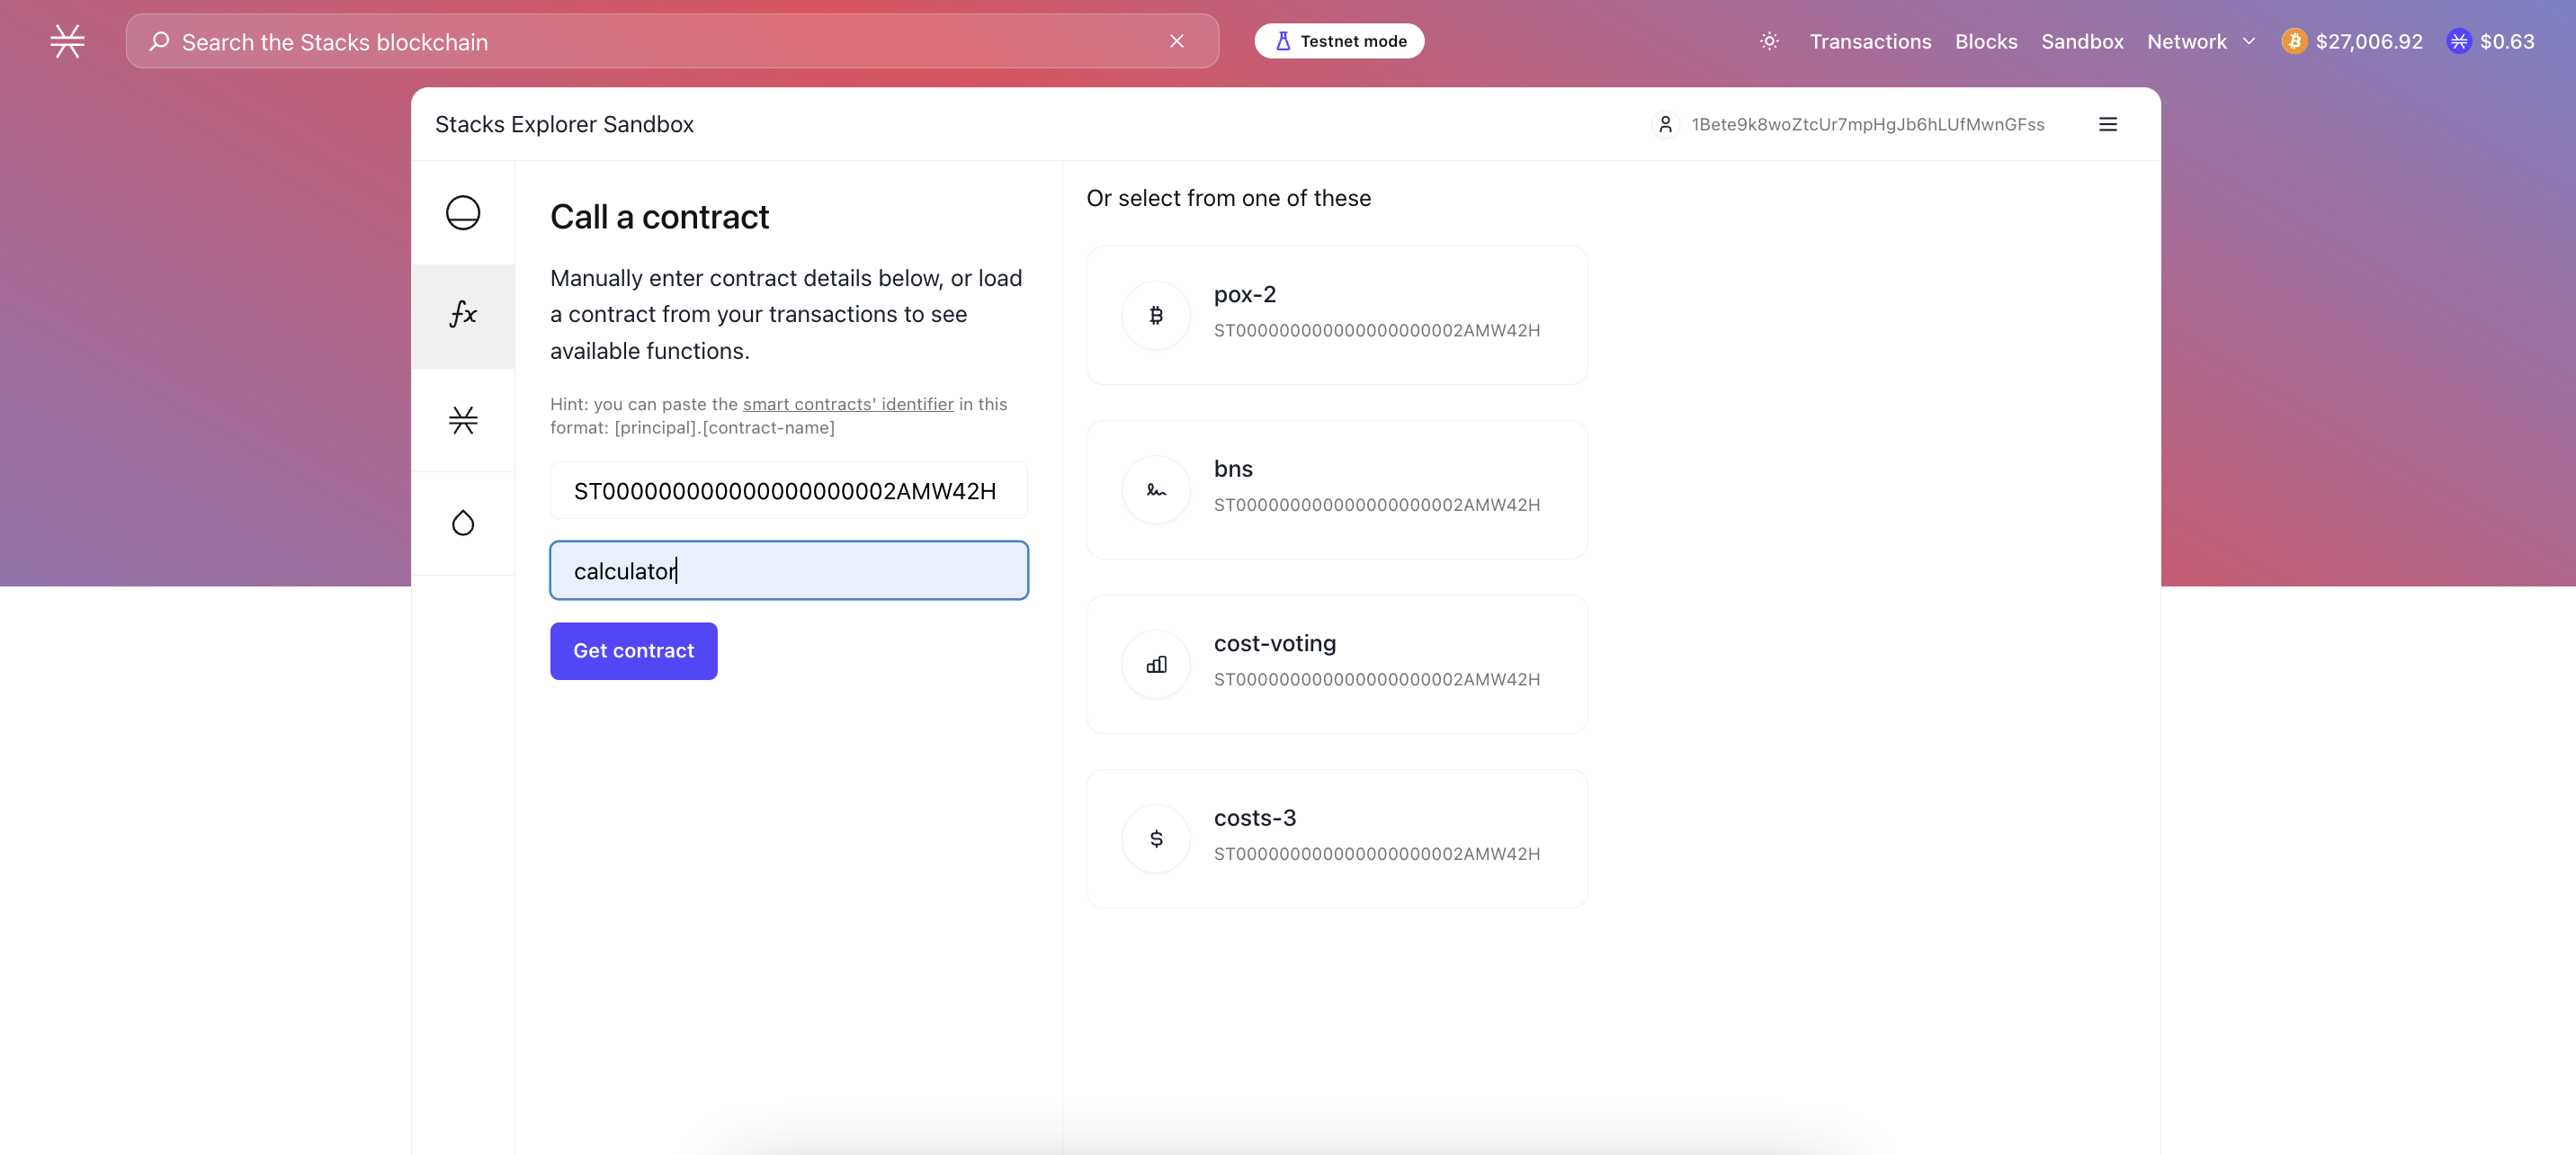 Search the Stacks blockchain
Testnet mode
Transactions
Blocks
Sandbox
Network
$27,006.92
$0.63
Stacks Explorer Sandbox
1Bete9k8woZtcUr7mpHgJb6hLUfMwnGFss
Call a contract
Manually enter contract details below, or load
a contract from your transactions to see
available functions.
Hint: you can paste the smart contracts' identifier in this
format: [principal].[contract-name]
ST000000000000000000002AMW42H
calculator
Get contract
Or select from one of these
pox-2
ST000000000000000000002AMW42H
bns
ST000000000000000000002AMW42H
cost-voting
ST000000000000000000002AMW42H
costs-3
ST000000000000000000002AMW42H